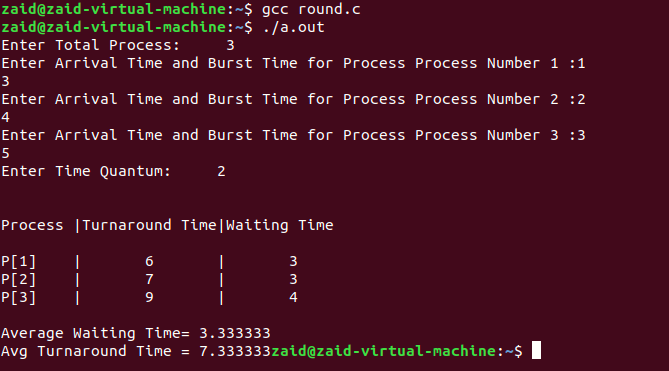 zaid@zaid-virtual-machine:~$ gcc round.c
zaid@zaid-virtual-machine:~$ ./a.out
Enter Total Process:     3
Enter Arrival Time and Burst Time for Process Process Number 1 :1
3
Enter Arrival Time and Burst Time for Process Process Number 2 :2
4
Enter Arrival Time and Burst Time for Process Process Number 3 :3
5
Enter Time Quantum:     2
Process |Turnaround Time|Waiting Time
P[1]    |       6       |       3
P[2]    |       7       |       3
P[3]    |       9       |       4
Average Waiting Time= 3.333333
Avg Turnaround Time = 7.333333zaid@zaid-virtual-machine:~$